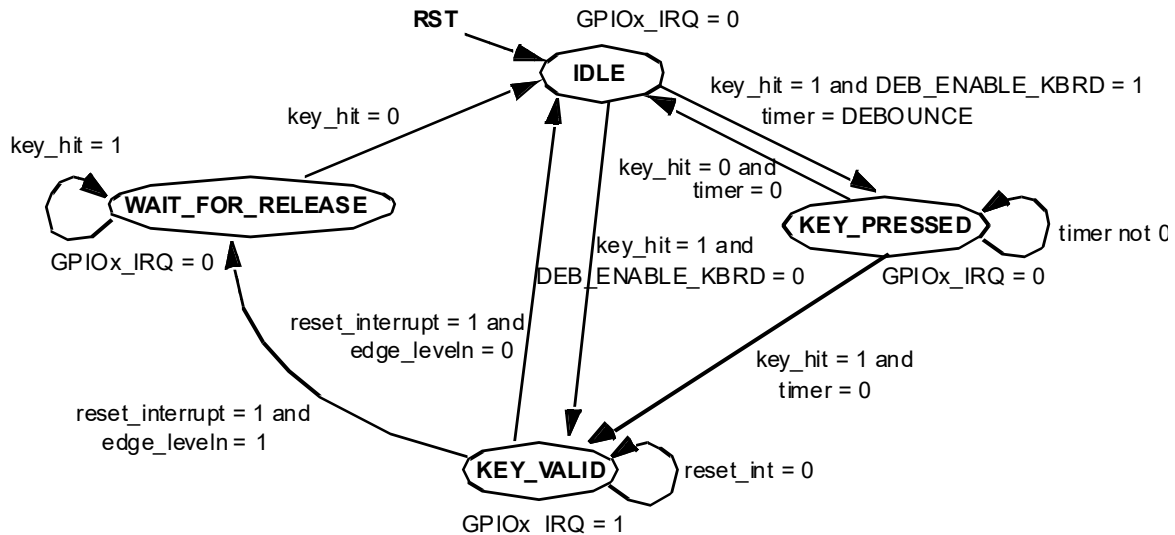 RST
GPIOx_IRQ = 0
IDLE
key_hit = 1 and DEB_ENABLE_KBRD = 1
timer = DEBOUNCE
key_hit = 0
key_hit = 1
key_hit = 0 and
timer = 0
WAIT_FOR_RELEASE
KEY_PRESSED
timer not 0
GPIOx_IRQ = 0
GPIOx_IRQ = 0
key_hit = 1 and
DEB_ENABLE_KBRD = 0
reset_interrupt = 1 and
edge_leveln = 0
key_hit = 1 and
timer = 0
reset_interrupt = 1 and
edge_leveln = 1
KEY_VALID
reset_int = 0
GPIOx IRQ = 1